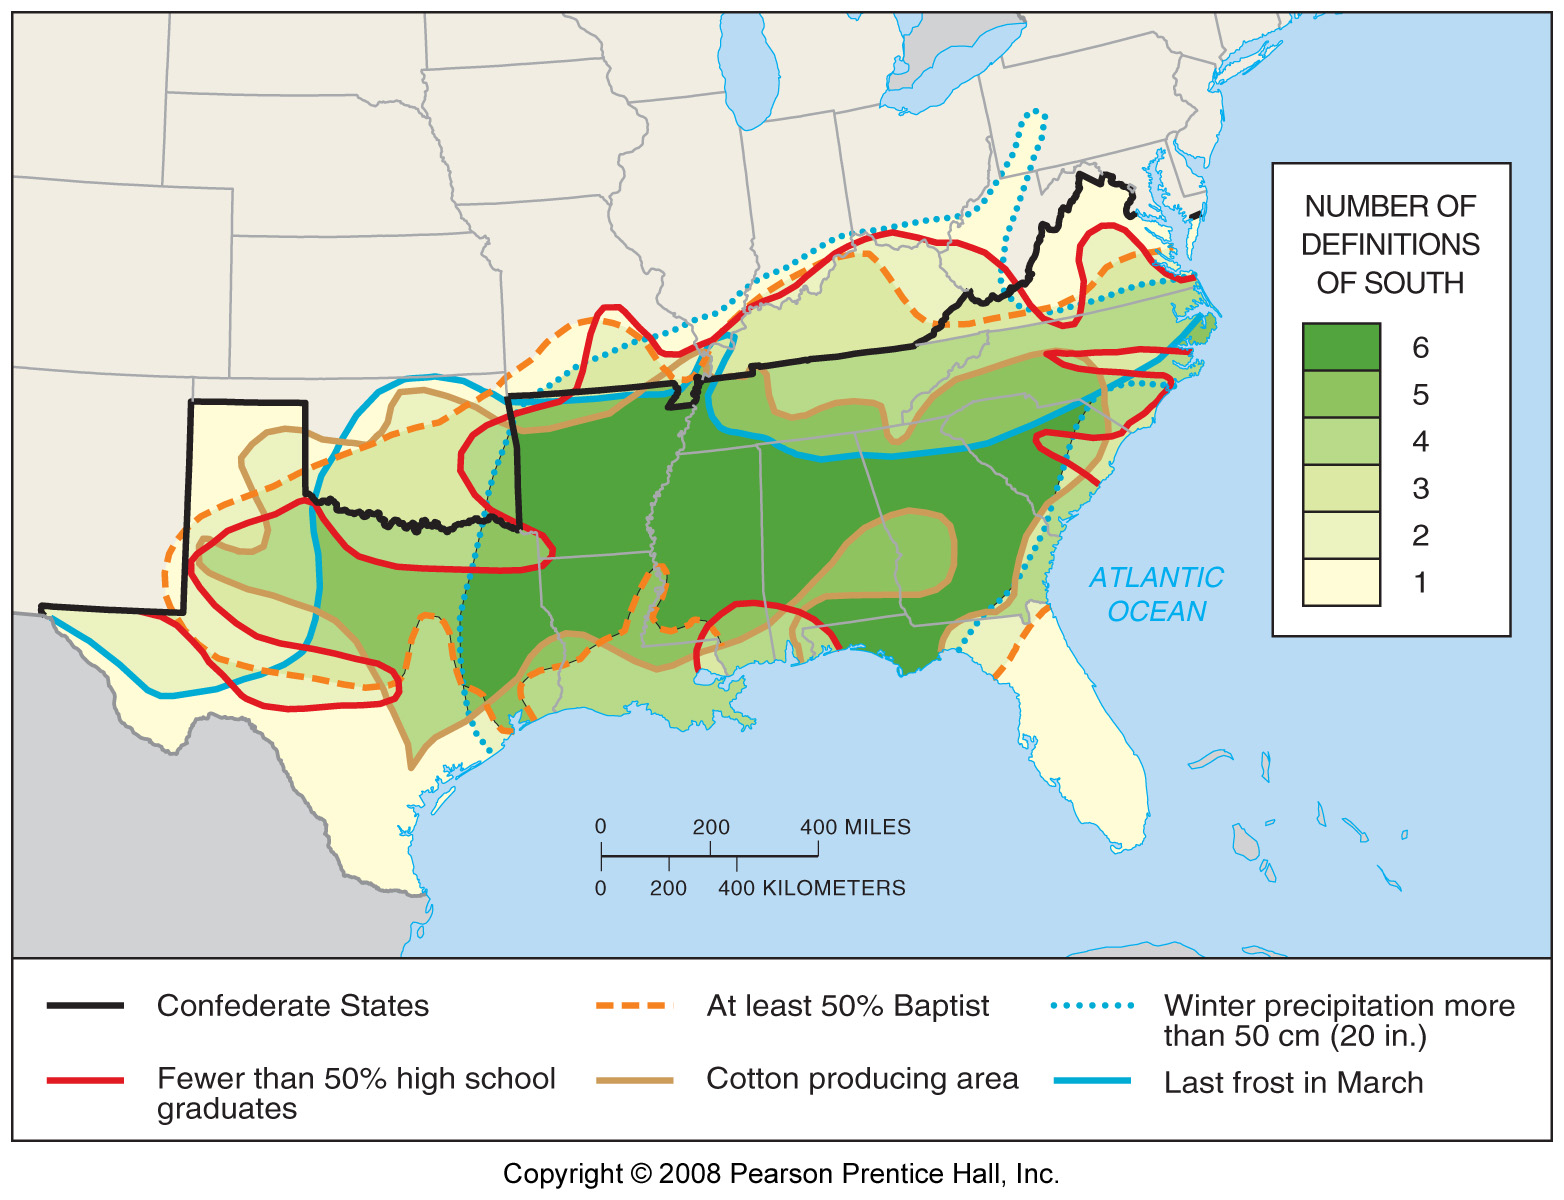 NUMBER OF
DEFINITIONS
OF SOUTH
6
5
4
3
2
1
ATLANTIC
OCEAN
0 200 400 MILES
0 200 400 KILOMETERS
Confederate States
At least 50% Baptist
Winter precipitation more
than 50 cm (20 in.)
Fewer than 50% high school
graduates
Cotton producing area
Last frost in March
Copyright © 2008 Pearson Prentice Hall, Inc.